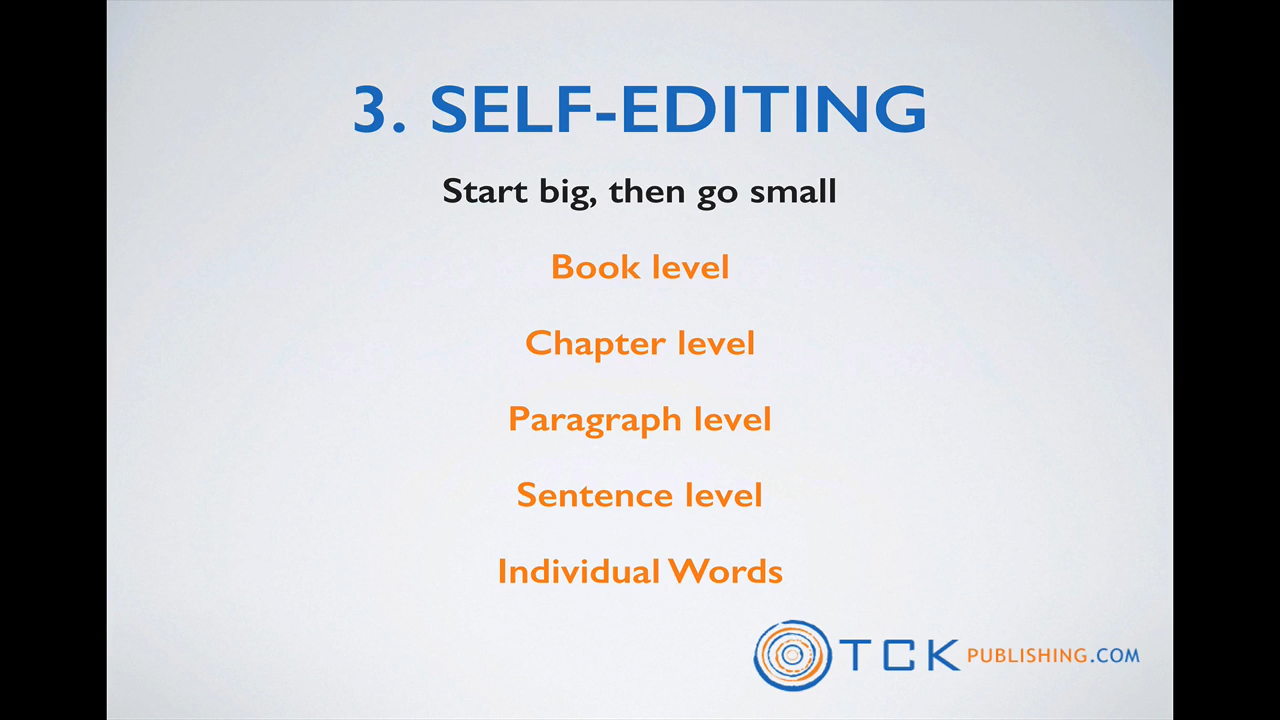 3. SELF-EDITING
Start big, then go small
Book level
Chapter level
Paragraph level
Sentence level
Individual Words
TCK PUBLISHING.COM